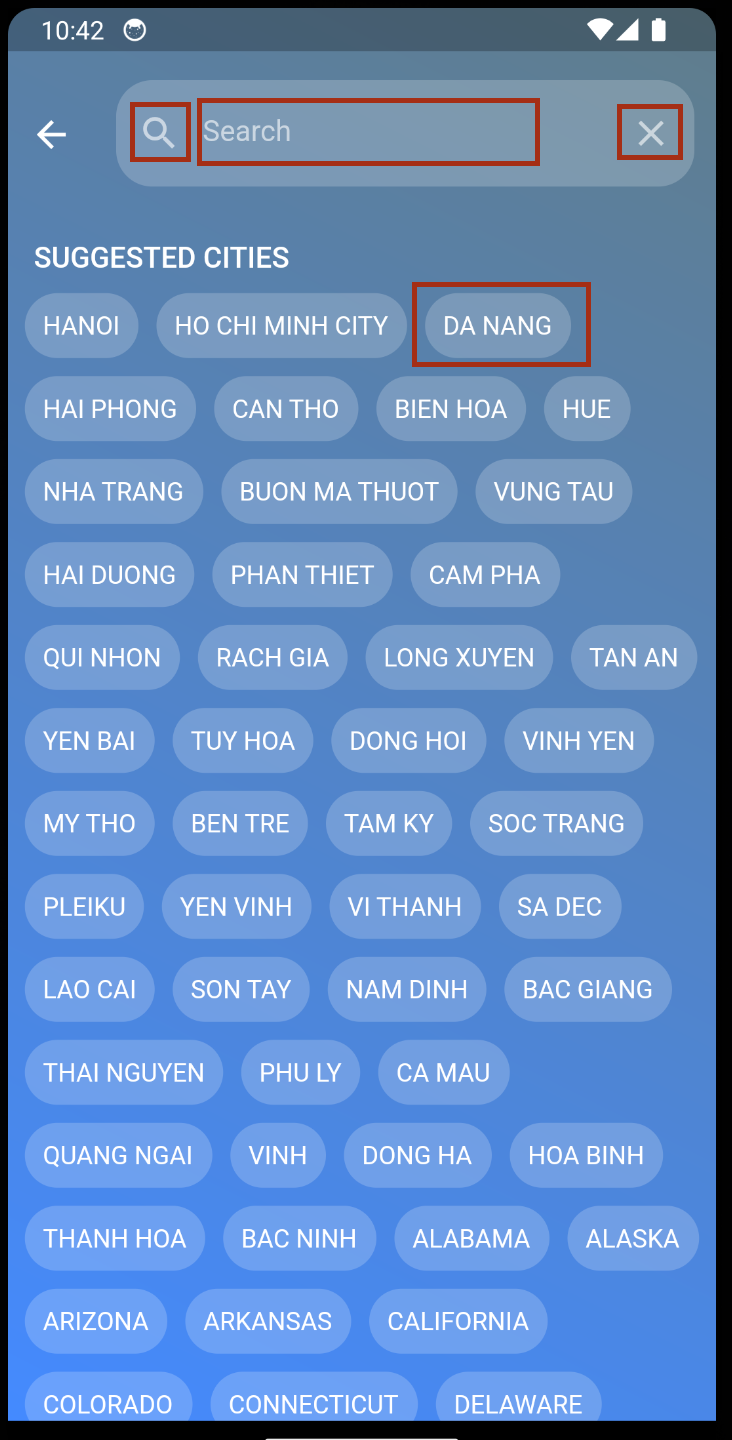 10:42
Search
SUGGESTED CITIES
HANOI HO CHI MINH CITY DA NANG
HAI PHONG CAN THO BIEN HOA HUE
NHA TRANG BUON MA THUOT VUNG TAU
HAI DUONG PHAN THIET CAM PHA
QUI NHON RACH GIA LONG XUYEN TAN AN
YEN BAI TUY HOA DONG HOI VINH YEN
MY THO BEN TRE TAM KY SOC TRANG
PLEIKU YEN VINH VI THANH SA DEC
LAO CAI SON TAY NAM DINH BAC GIANG
THAI NGUYEN PHU LY CA MAU
QUANG NGAI VINH DONG HA HOA BINH
THANH HOA BAC NINH ALABAMA ALASKA
ARIZONA ARKANSAS CALIFORNIA
COLORADO CONNECTICUT DELAWARE